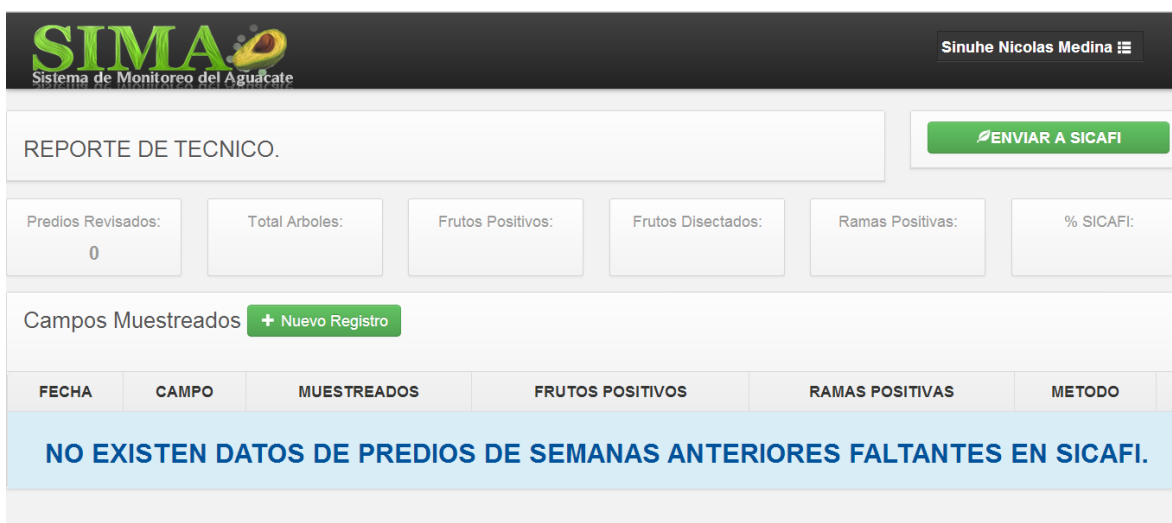 SIMA
Sistema de Monitoreo del Aguacate
Sinuhe Nicolas Medina
REPORTE DE TECNICO.
ENVIAR A SICAFI
Predios Revisados:
0
Total Arboles:
Frutos Positivos:
Frutos Disectados:
Ramas Positivas:
% SICAFI:
Campos Muestreados
+ Nuevo Registro
FECHA CAMPO MUESTREADOS FRUTOS POSITIVOS RAMAS POSITIVAS METODO
NO EXISTEN DATOS DE PREDIOS DE SEMANAS ANTERIORES FALTANTES EN SICAFI.